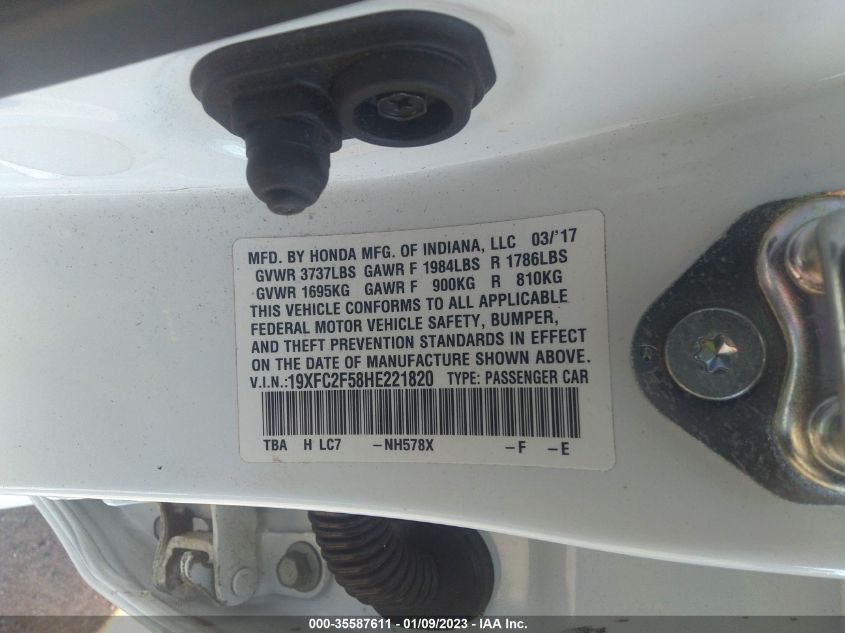 MFD. BY HONDA MFG. OF INDIANA, LLC 03/'17
GVWR 3737LBS GAWR F 1984LBS R 1786LBS
GVWR 1695KG GAWR F 900KG R 810KG
THIS VEHICLE CONFORMS TO ALL APPLICABLE
FEDERAL MOTOR VEHICLE SAFETY, BUMPER,
AND THEFT PREVENTION STANDARDS IN EFFECT
ON THE DATE OF MANUFACTURE SHOWN ABOVE.
V.I.N.:19XFC2F58HE221820 TYPE: PASSENGER CAR
TBA H LC7 –NH578X –F –E
000-35587611 - 01/09/2023 - IAA Inc.